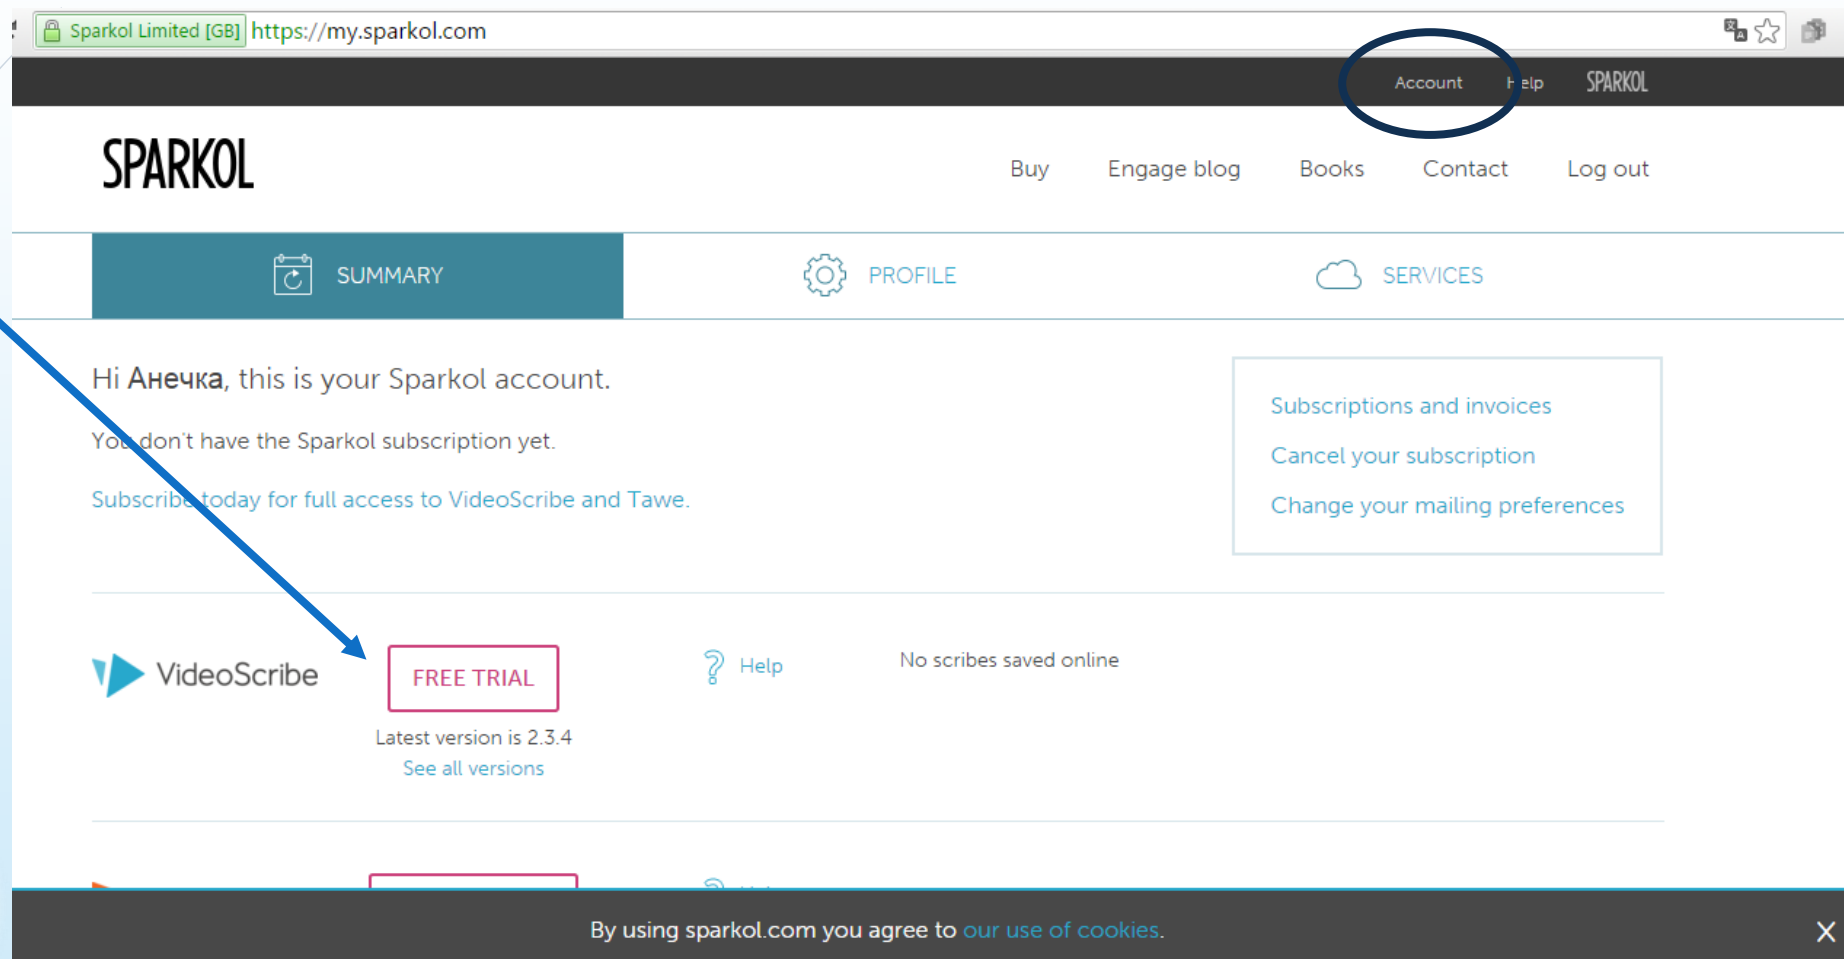 Sparkol Limited [GB] https://my.sparkol.com
Account Help SPARKOL
SPARKOL
Buy Engage blog Books Contact Log out
SUMMARY PROFILE SERVICES
Hi Анечка, this is your Sparkol account.
You don't have the Sparkol subscription yet.
Subscribe today for full access to VideoScribe and Tawe.
Subscriptions and invoices
Cancel your subscription
Change your mailing preferences
VideoScribe
FREE TRIAL
Latest version is 2.3.4
See all versions
Help
No scribes saved online
By using sparkol.com you agree to our use of cookies.